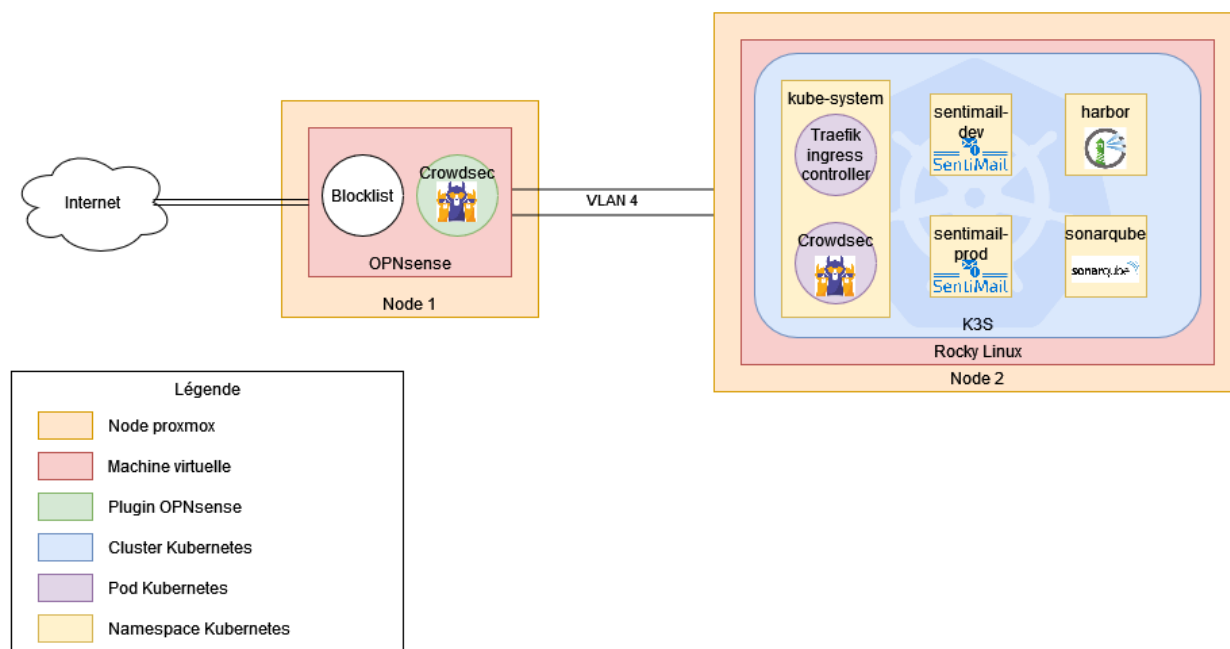 Internet
Blocklist
Crowdsec
OPNsense
Node 1
VLAN 4
kube-system
Traefik
ingress
controller
Crowdsec
sentimail-
dev
SentiMail
sentimail-
prod
SentiMail
harbor
sonarqube
sonarqube
K3S
Rocky Linux
Node 2
Légende
Node proxmox
Machine virtuelle
Plugin OPNsense
Cluster Kubernetes
Pod Kubernetes
Namespace Kubernetes